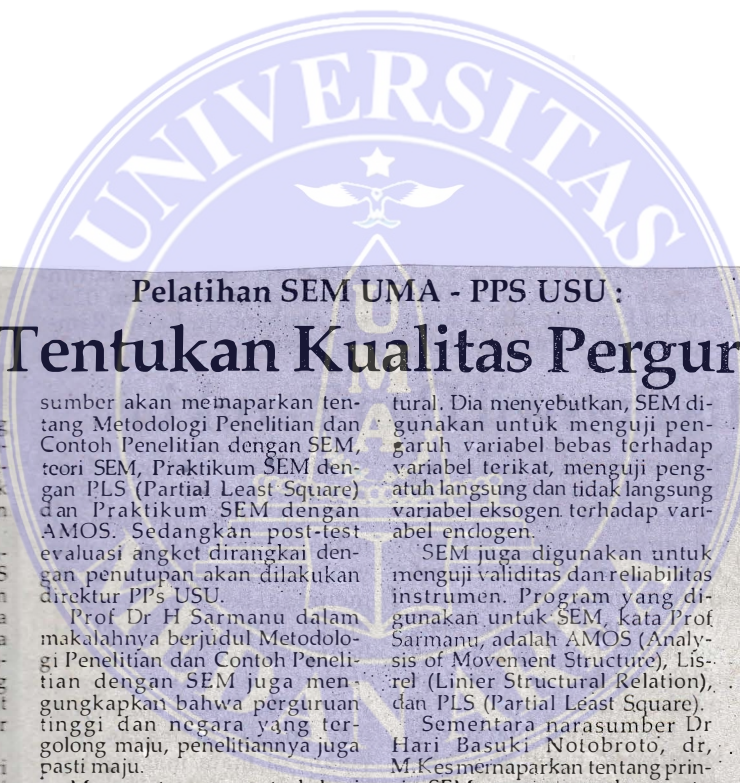 UNIVERSITAS
UMA
MEDAN AREA
Pelatihan SEM UMA - PPS USU :
Tentukan Kualitas Pergur
sumber akan memaparkan ten-
tang Metodologi Penelitian dan
Contoh Penelitian dengan SEM,
teori SEM, Praktikum SEM den-
gan PLS (Partial Least Square)
dan Praktikum SEM dengan
AMOS. Sedangkan post-test
evaluasi angket dirangkai den-
gan penutupan akan dilakukan
direktur PPs USU.
Prof Dr H Sarmanu dalam
makalahnya berjudul Metodolo-
gi Penelitian dan Contoh Peneli-
tian dengan SEM juga men-
gungkapkan bahwa perguruan
tinggi dan negara yang ter-
golong maju, penelitiannya juga
pasti maju.
tural. Dia menyebutkan, SEM di-
gunakan untuk menguji pen-
garuh variabel bebas terhadap
variabel terikat, menguji peng-
atuh langsung dan tidak langsung
variabel eksogen terhadap vari-
abel endogen.
SEM juga digunakan untuk
menguji validitas dan reliabilitas
instrumen. Program yang di-
gunakan untuk SEM, kata Prof
Sarmanu, adalah AMOS (Analy-
sis of Movement Structure), Lis-
rel (Linier Structural Relation),
dan PLS (Partial Least Square).
Sementara narasumber Dr
Hari Basuki Notobroto, dr,
M.Kes memaparkan tentang prin-